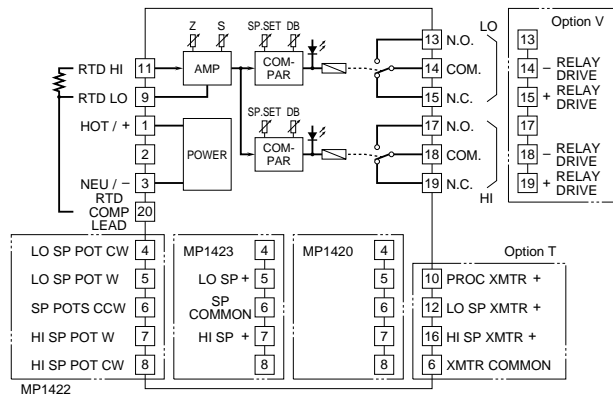 Z S SP.SET DB
RTD HI 11 AMP COM-
PAR
RTD LO 9
HOT / + 1
2 POWER
NEU / − 3
RTD
COMP
LEAD 20
SP.SET DB
COM-
PAR
LO
13 N.O.
14 COM.
15 N.C.
17 N.O.
18 COM.
19 N.C.
HI
Option V
13
14 − RELAY
DRIVE
15 + RELAY
DRIVE
17
18 − RELAY
DRIVE
19 + RELAY
DRIVE
LO SP POT CW 4
LO SP POT W 5
SP POTS CCW 6
HI SP POT W 7
HI SP POT CW 8
MP1422
MP1423 4
LO SP + 5
SP
COMMON 6
HI SP + 7
8
MP1420 4
5
6
7
8
Option T
10 PROC XMTR +
12 LO SP XMTR +
16 HI SP XMTR +
6 XMTR COMMON